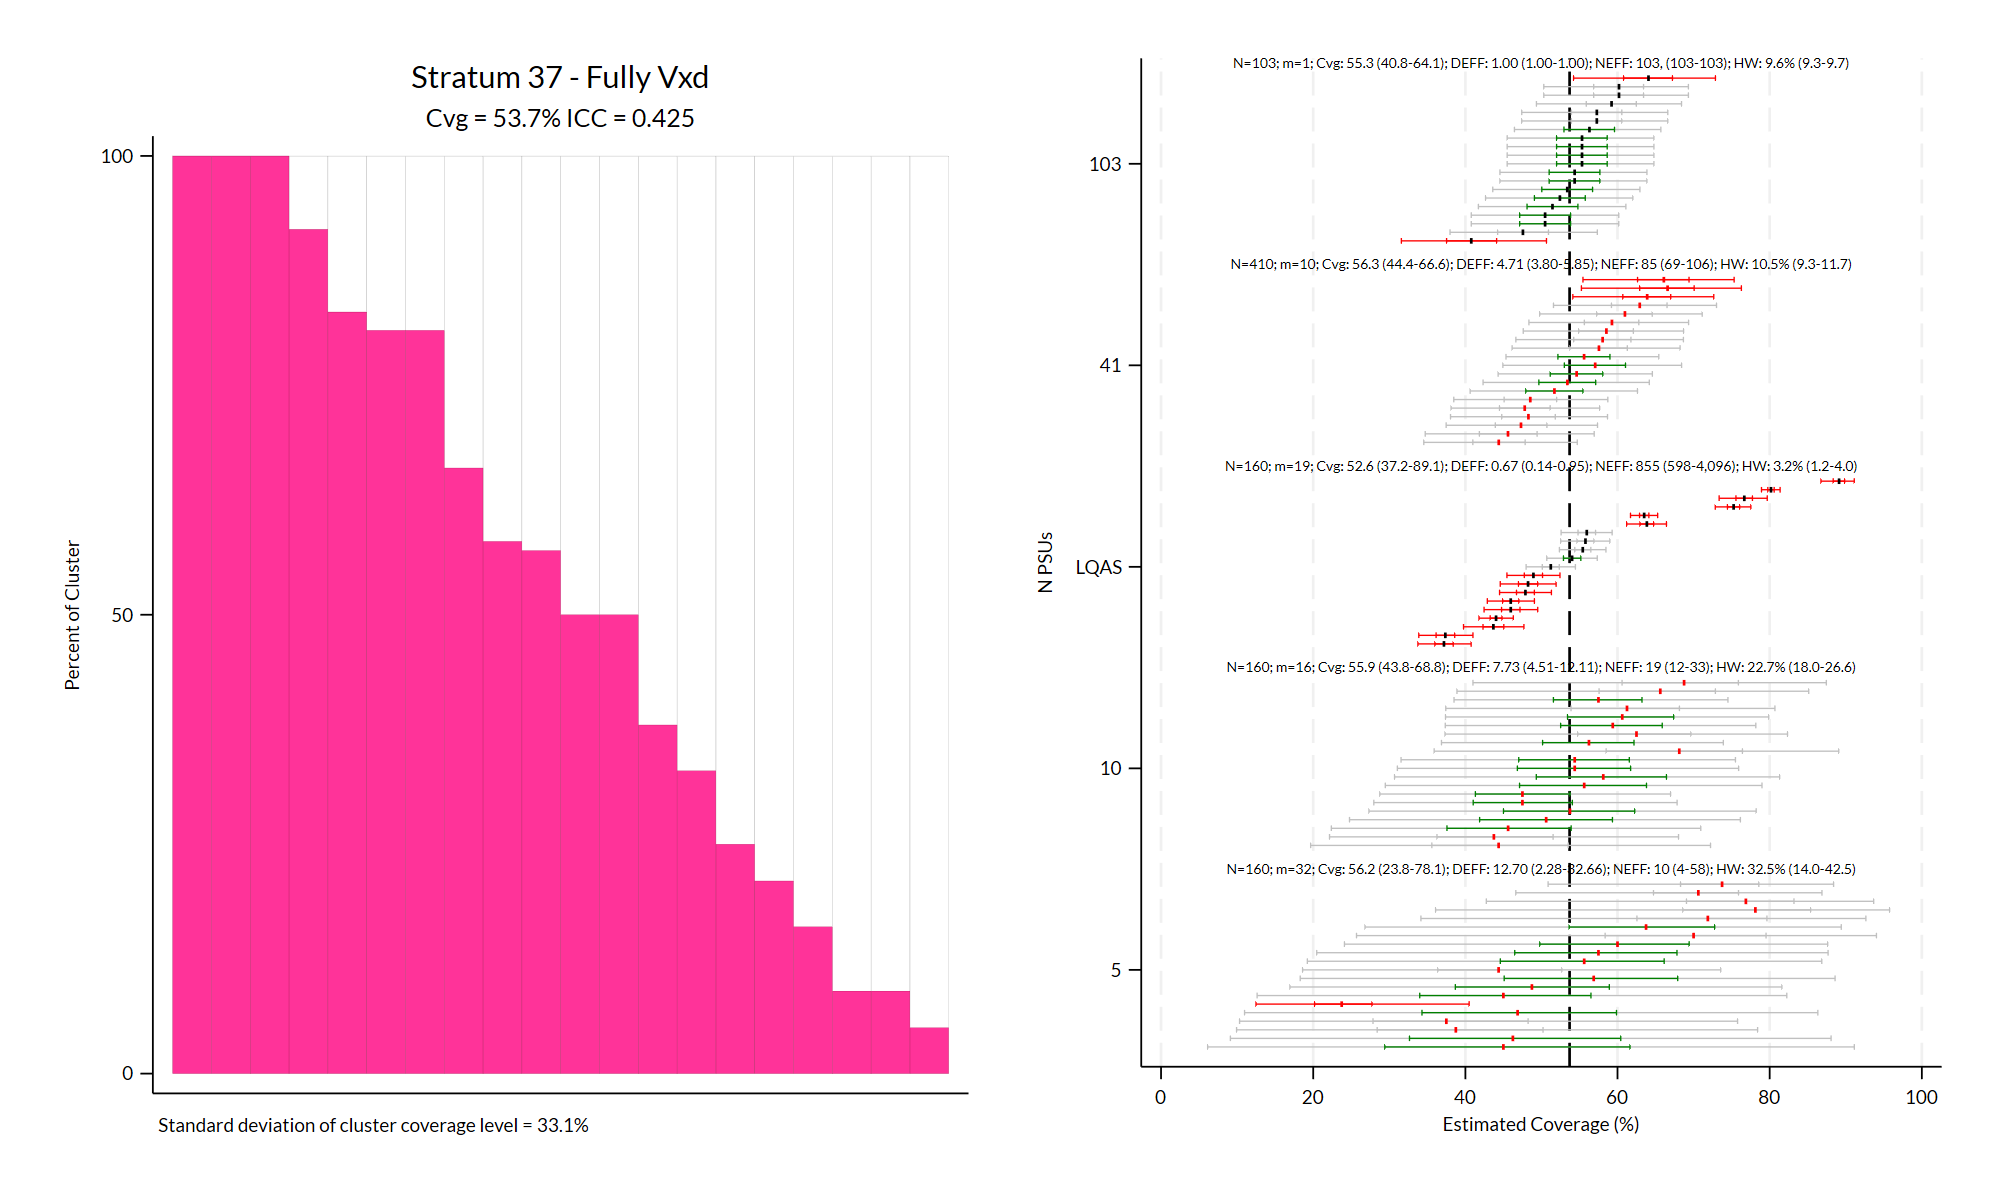 Stratum 37 - Fully Vxd
Cvg = 53.7% ICC = 0.425
100
50
0
Percent of Cluster
Standard deviation of cluster coverage level = 33.1%
N PSUs
N=103; m=1; Cvg: 55.3 (40.8-64.1); DEFF: 1.00 (1.00-1.00); NEFF: 103, (103-103); HW: 9.6% (9.3-9.7)
103
N=410; m=10; Cvg: 56.3 (44.4-66.6); DEFF: 4.71 (3.80-5.85); NEFF: 85 (69-106); HW: 10.5% (9.3-11.7)
41
N=160; m=19; Cvg: 52.6 (37.2-89.1); DEFF: 0.67 (0.14-0.95); NEFF: 855 (598-4,096); HW: 3.2% (1.2-4.0)
LQAS
N=160; m=16; Cvg: 55.9 (43.8-68.8); DEFF: 7.73 (4.51-12.11); NEFF: 19 (12-33); HW: 22.7% (18.0-26.6)
10
N=160; m=32; Cvg: 56.2 (23.8-78.1); DEFF: 12.70 (2.28-32.66); NEFF: 10 (4-58); HW: 32.5% (14.0-42.5)
5
0 20 40 60 80 100
Estimated Coverage (%)